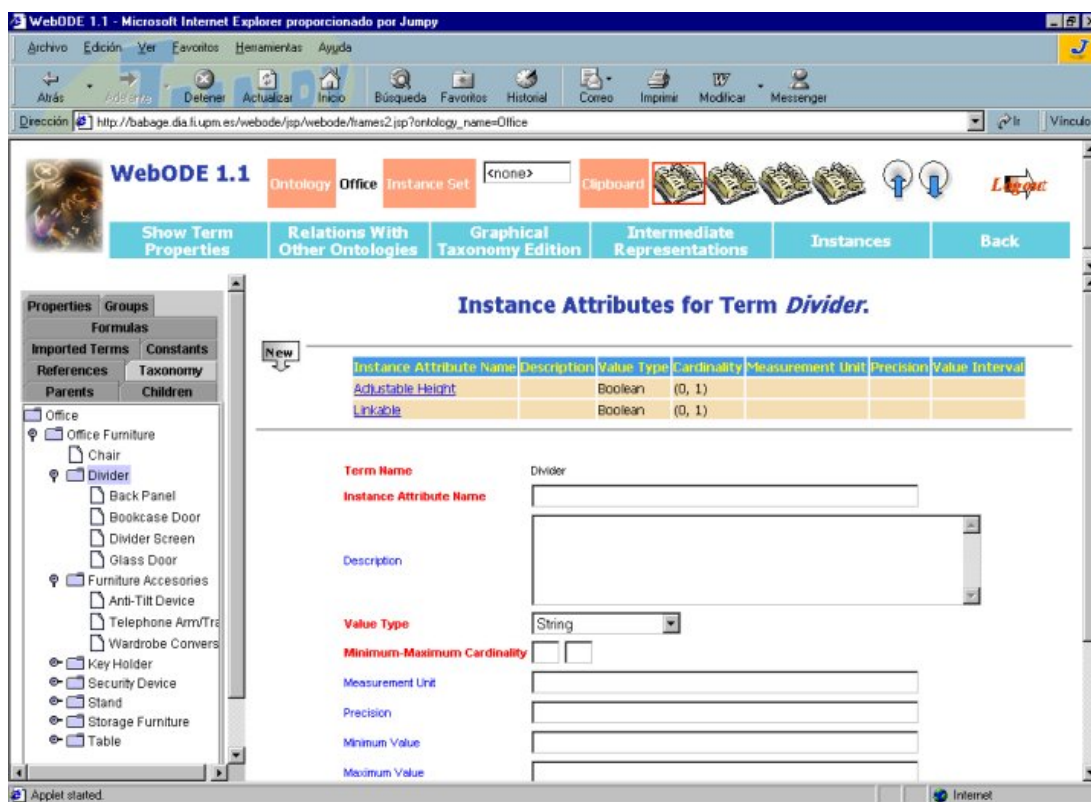 WebODE 1.1 - Microsoft Internet Explorer proporcionado por Jumpy
Archivo Edición Ver Favoritos Herramientas Ayuda
Atrás Adelante Detener Actualizar Inicio Búsqueda Favoritos Historial Correo Imprimir Modificar Messenger
Dirección http://babage.dia.fi.upm.es/webode/jsp/webode/frames2.jsp?ontology_name=Office Ir Vínculo
WebODE 1.1 Ontology Office Instance Set <none> Clipboard Logout
Show Term Properties Relations With Other Ontologies Graphical Taxonomy Edition Intermediate Representations Instances Back
Properties Groups
Formulas
Imported Terms Constants
References Taxonomy
Parents Children
Office
Office Furniture
Chair
Divider
Back Panel
Bookcase Door
Divider Screen
Glass Door
Furniture Accesories
Anti-Tilt Device
Telephone Arm/Tra
Wardrobe Convers
Key Holder
Security Device
Stand
Storage Furniture
Table
Instance Attributes for Term Divider.
New
Instance Attribute Name Description Value Type Cardinality Measurement Unit Precision Value Interval
Adjustable Height Boolean (0, 1)
Linkable Boolean (0, 1)
Term Name Divider
Instance Attribute Name
Description
Value Type String
Minimum-Maximum Cardinality
Measurement Unit
Precision
Minimum Value
Maximum Value
Applet started. Internet